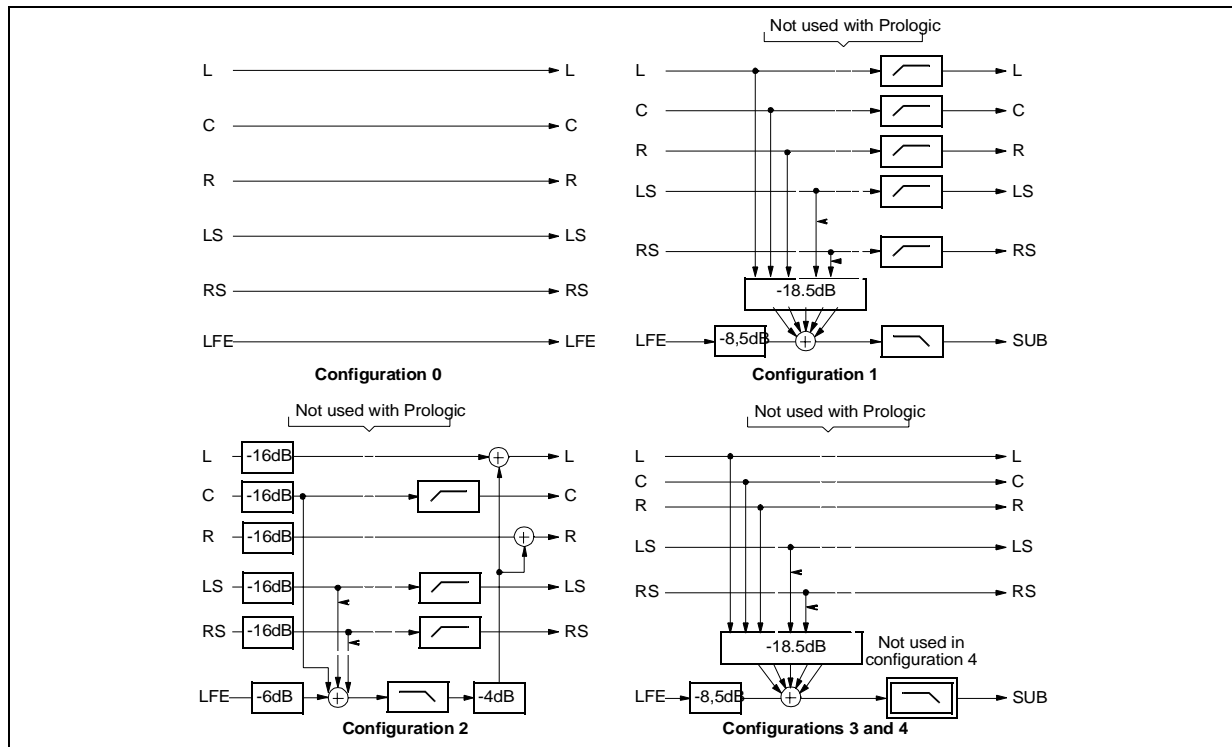 Not used with Prologic
L L
C C
R R
LS LS
RS RS
LFE LFE
Configuration 0
L L
C C
R R
LS LS
RS RS
-18.5dB
LFE -8,5dB SUB
Configuration 1
Not used with Prologic
L -16dB L
C -16dB C
R -16dB R
LS -16dB LS
RS -16dB RS
LFE -6dB -4dB
Configuration 2
Not used with Prologic
L L
C C
R R
LS LS
RS RS
-18.5dB
Not used in
configuration 4
LFE -8,5dB SUB
Configurations 3 and 4